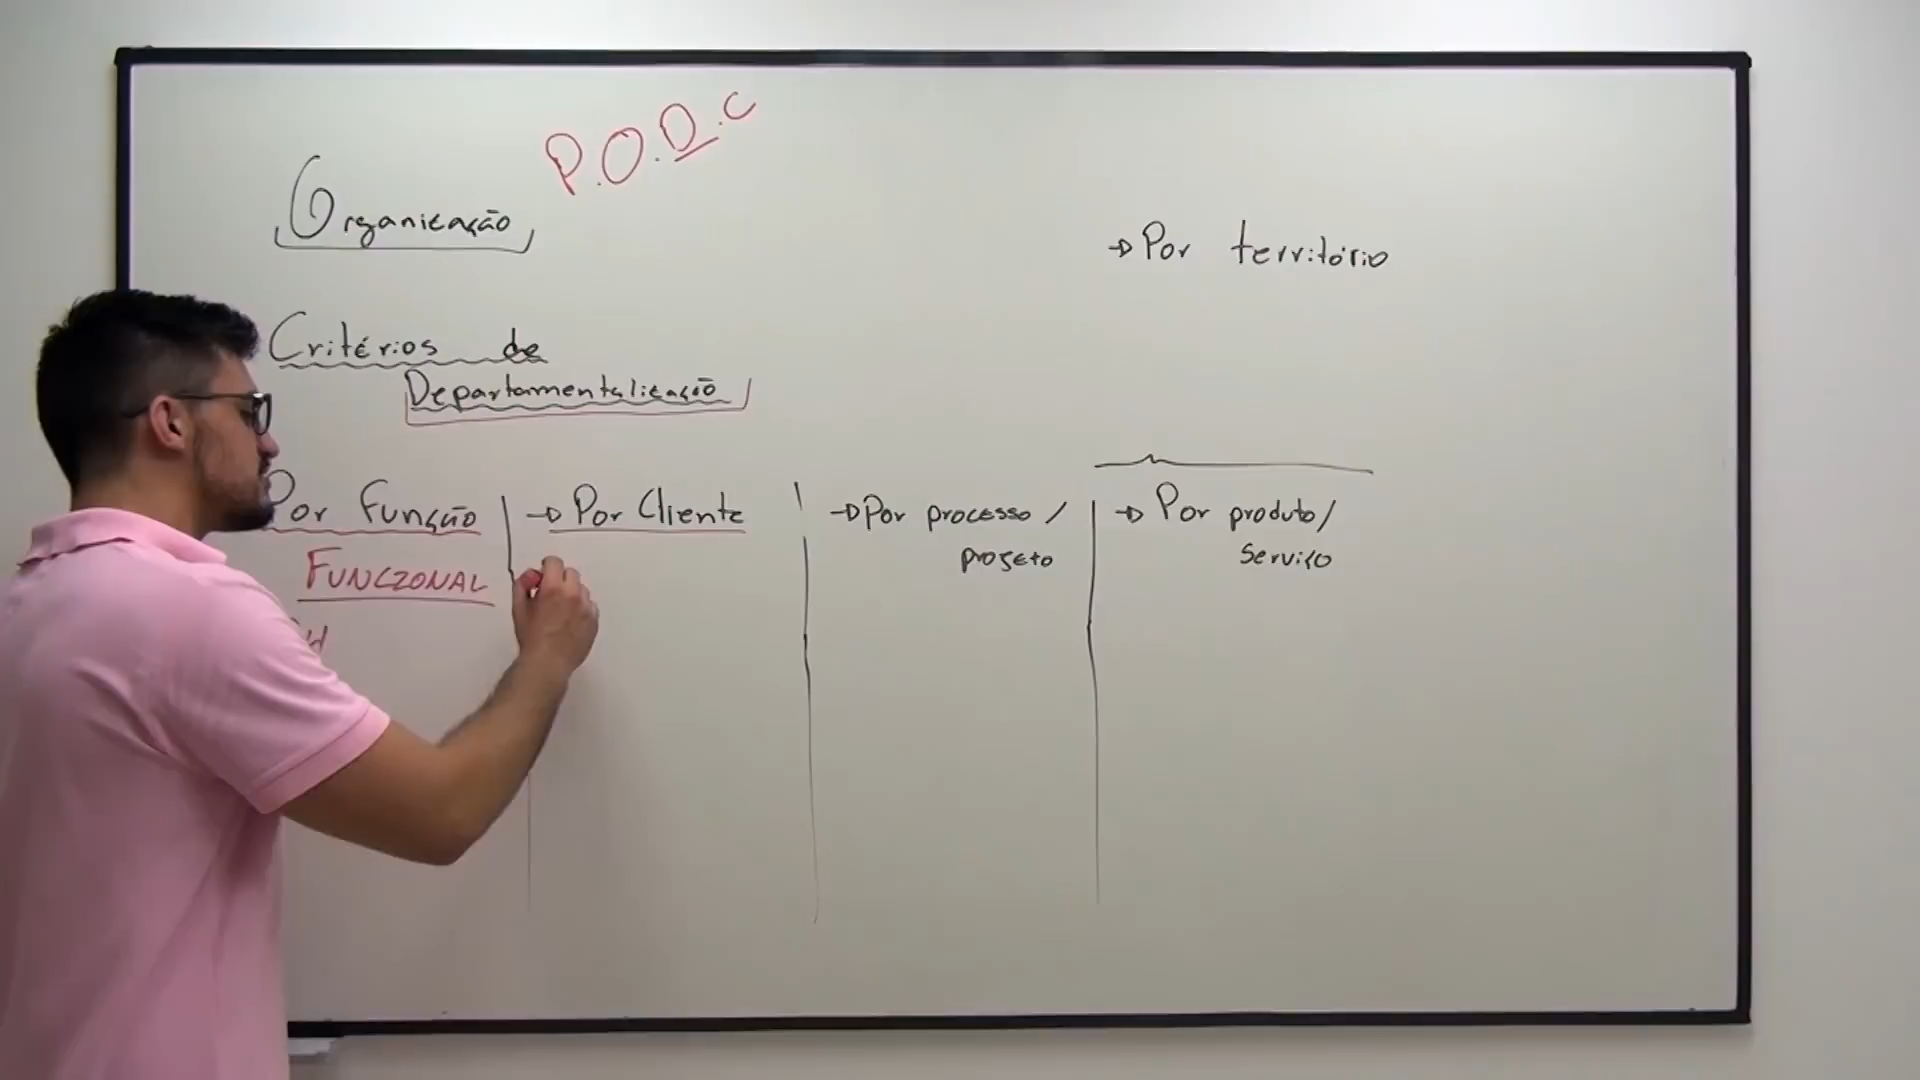 P.O.D.C
Organização
→ Por território
Critérios de
Departamentalização
Por Função
→ Por Cliente
→ Por processo /
projeto
→ Por produto/
serviço
FUNCIONAL